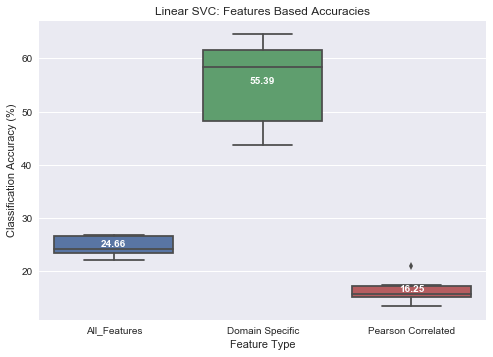 Linear SVC: Features Based Accuracies
Classification Accuracy (%)
60
50
40
30
20
55.39
24.66
16.25
All_Features
Domain Specific
Pearson Correlated
Feature Type